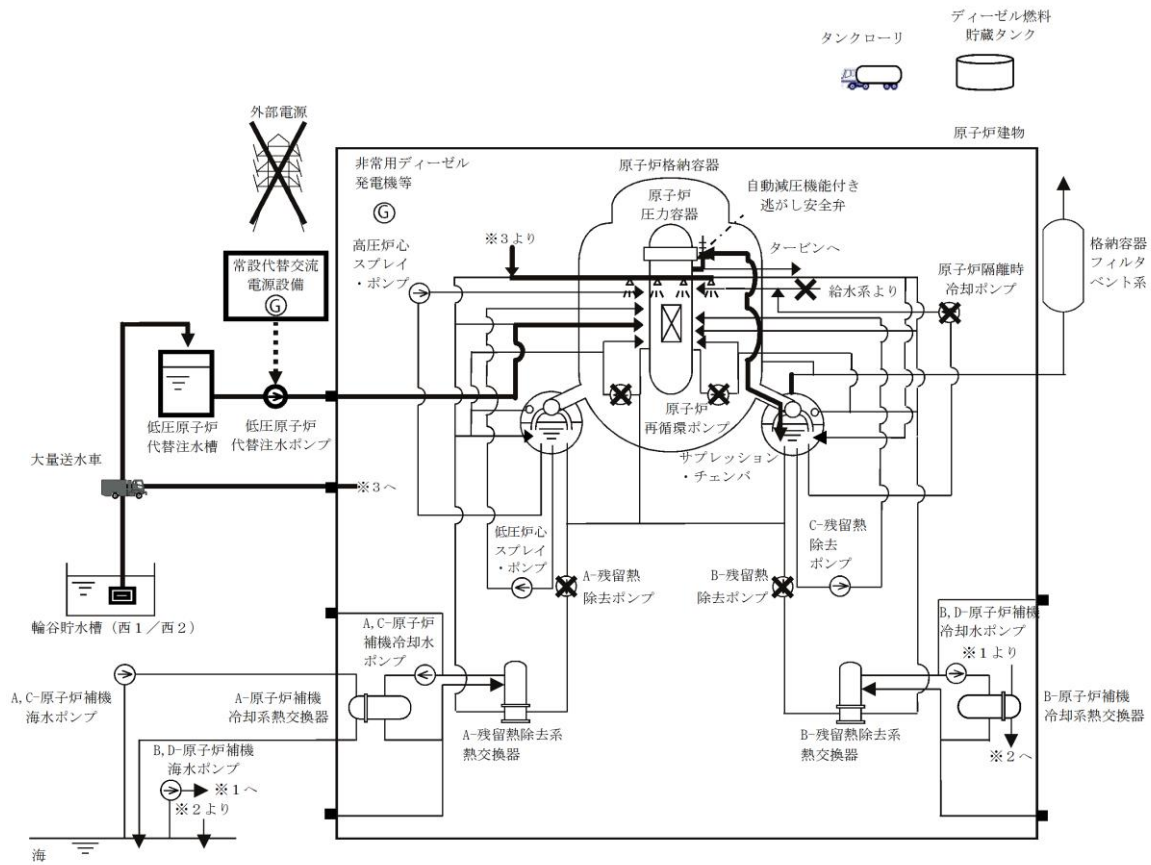 タンクローリ
ディーゼル燃料
貯蔵タンク
外部電源
原子炉建物
非常用ディーゼル
発電機等
G
原子炉格納容器
原子炉
圧力容器
自動減圧機能付き
逃がし安全弁
※3より
タービンへ
高圧炉心
スプレイ
・ポンプ
給水系より
原子炉隔離時
冷却ポンプ
格納容器
フィルタ
ベント系
常設代替交流
電源設備
G
低圧原子炉
代替注水槽
低圧原子炉
代替注水ポンプ
原子炉
再循環ポンプ
サプレッション
・チェンバ
大量送水車
※3へ
低圧炉心
スプレイ
・ポンプ
C-残留熱
除去
ポンプ
A-残留熱
除去ポンプ
B-残留熱
除去ポンプ
輪谷貯水槽（西1／西2）
A,C-原子炉
補機冷却水
ポンプ
B,D-原子炉補機
冷却水ポンプ
※1より
A,C-原子炉補機
海水ポンプ
A-原子炉補機
冷却系熱交換器
B-原子炉補機
冷却系熱交換器
A-残留熱除去系
熱交換器
B-残留熱除去系
熱交換器
※2へ
B,D-原子炉補機
海水ポンプ
※1へ
※2より
海